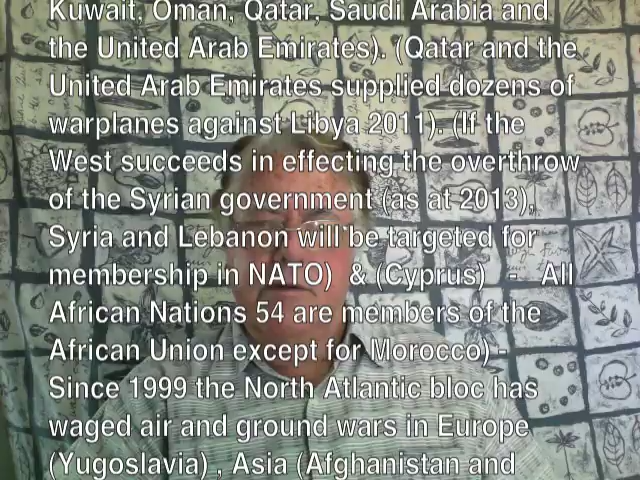 Kuwait, Oman, Qatar, Saudi Arabia and
the United Arab Emirates). (Qatar and the
United Arab Emirates supplied dozens of
warplanes against Libya 2011). (If the
West succeeds in effecting the overthrow
of the Syrian government (as at 2013),
Syria and Lebanon will be targeted for
membership in NATO)  & (Cyprus)   -   All
African Nations 54 are members of the
African Union except for Morocco) -
Since 1999 the North Atlantic bloc has
waged air and ground wars in Europe
(Yugoslavia) , Asia (Afghanistan and